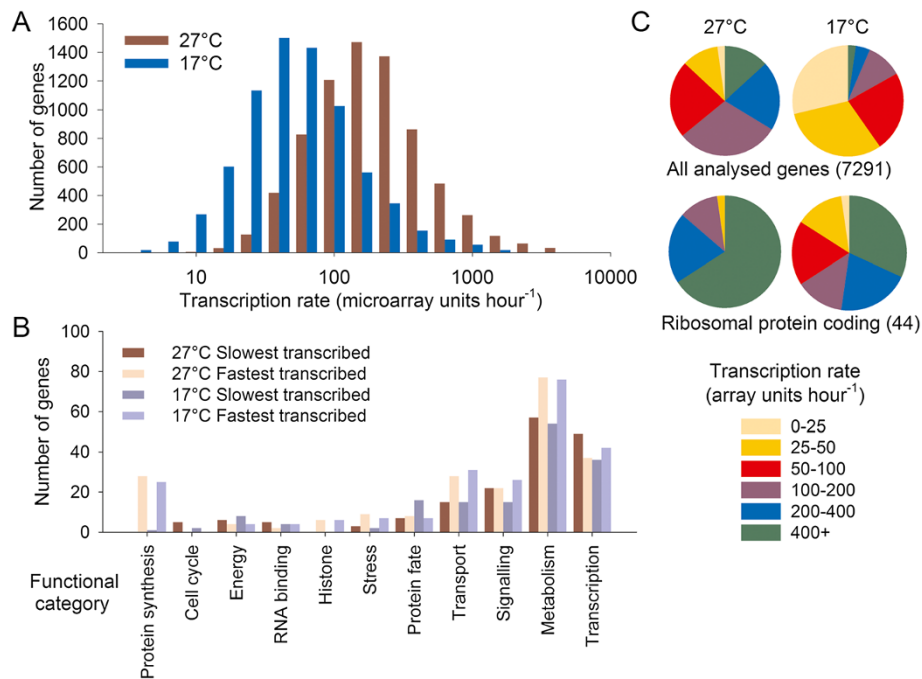 A
Number of genes
1600
1400
1200
1000
800
600
400
200
0
27°C
17°C
10
100
1000
10000
Transcription rate (microarray units hour-1)
B
Number of genes
100
80
60
40
20
0
27°C Slowest transcribed
27°C Fastest transcribed
17°C Slowest transcribed
17°C Fastest transcribed
Functional
category
Protein synthesis
Cell cycle
Energy
RNA binding
Histone
Stress
Protein fate
Transport
Signalling
Metabolism
Transcription
C
27°C
17°C
All analysed genes (7291)
Ribosomal protein coding (44)
Transcription rate
(array units hour-1)
0-25
25-50
50-100
100-200
200-400
400+